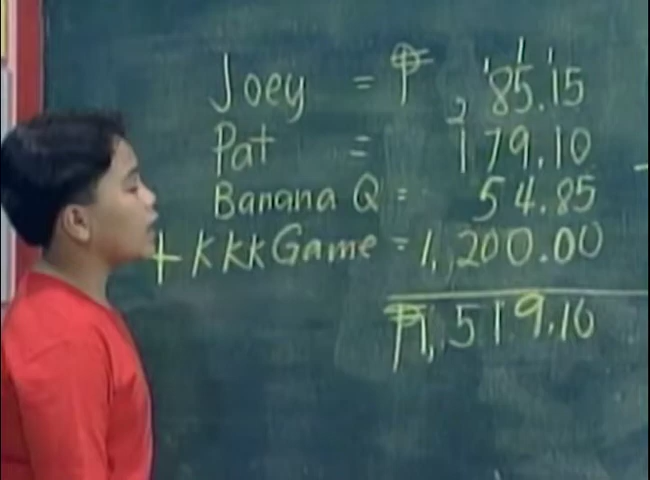 Joey = ₱ 85.15
Pat = 179.10
Banana Q = 54.85
+ KKK Game = 1,200.00
₱1,519.10